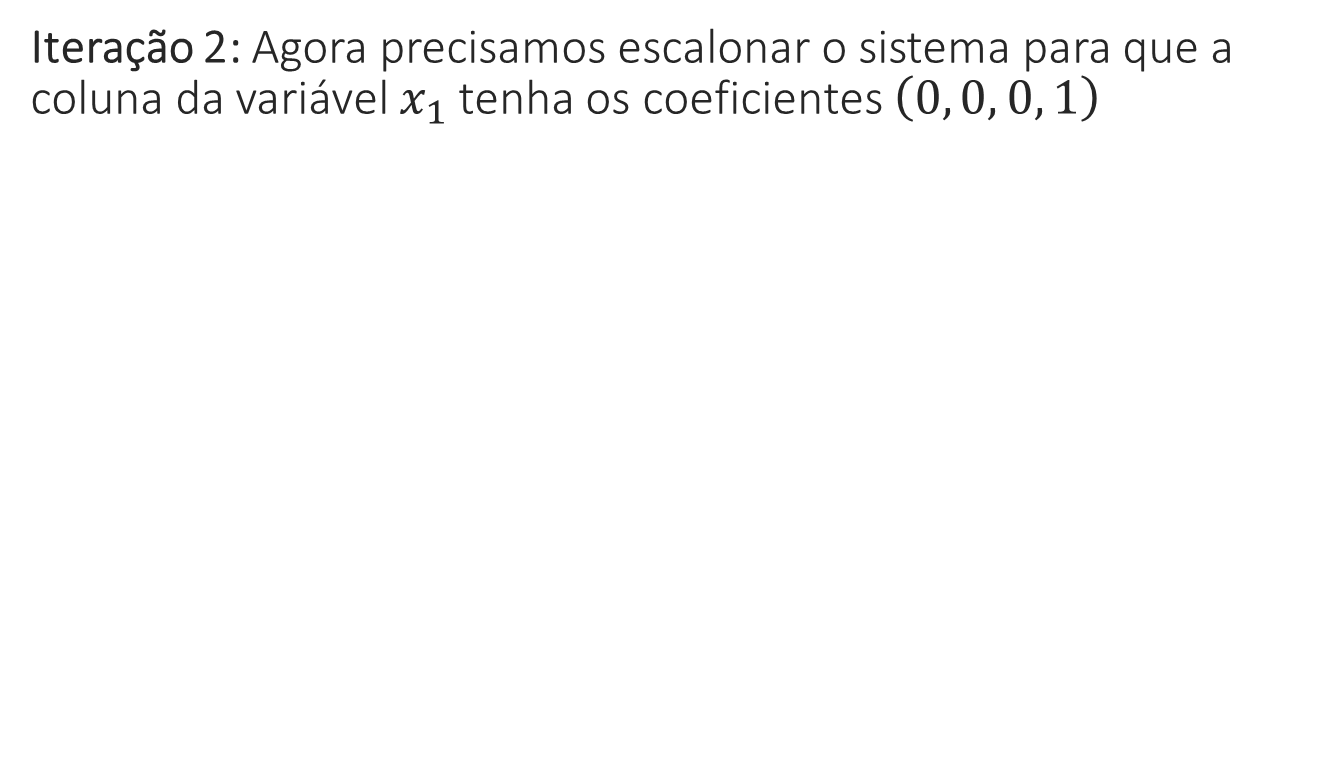 Iteração 2: Agora precisamos escalonar o sistema para que a
coluna da variável x₁ tenha os coeficientes (0, 0, 0, 1)